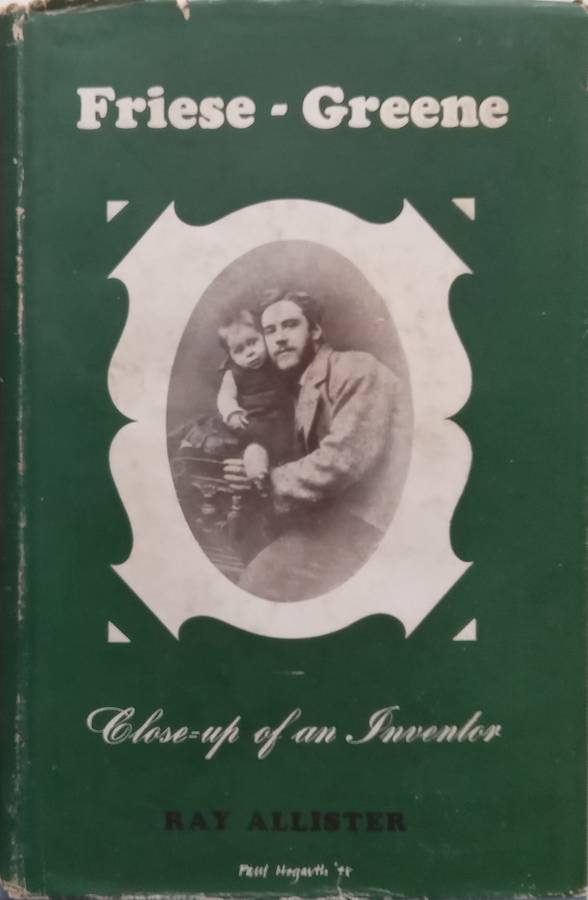 Friese - Greene
Close-up of an Inventor
RAY ALLISTER
Paul Hogarth '48